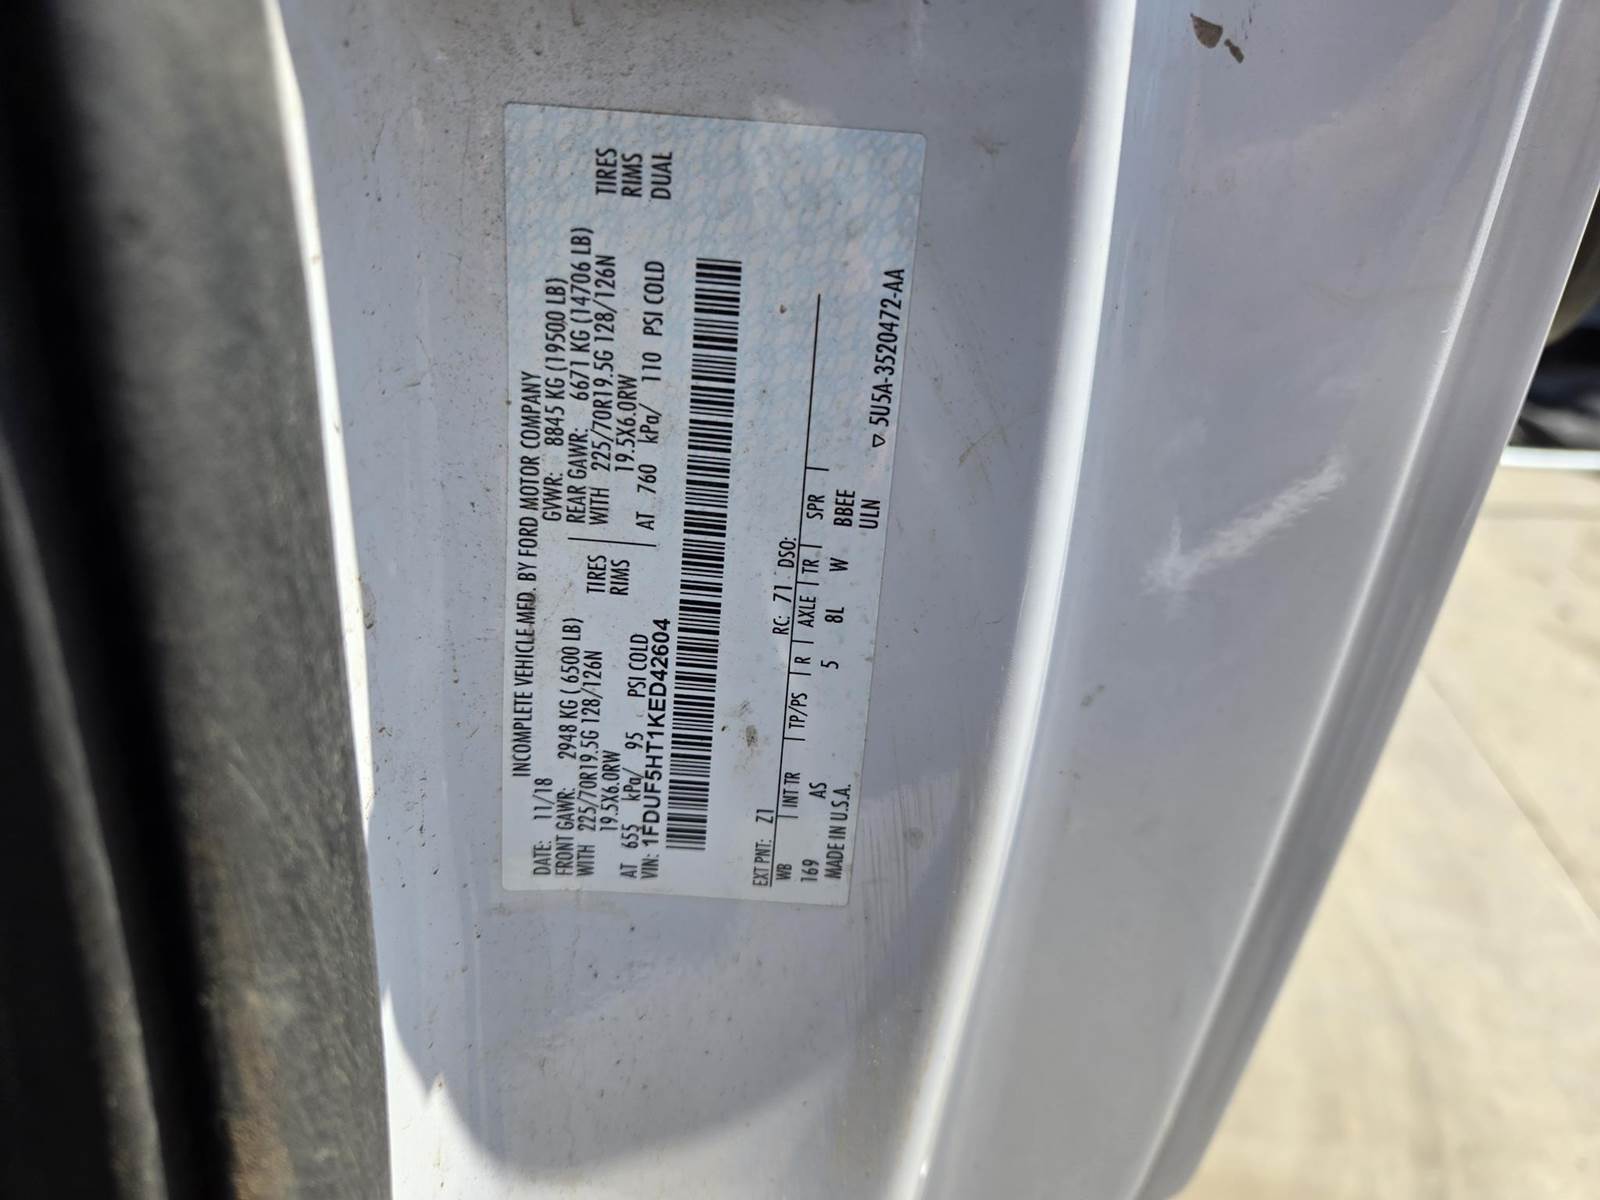 INCOMPLETE VEHICLE MFD. BY FORD MOTOR COMPANY
DATE: 11/18 GVWR: 8845 KG (19500 LB)
FRONT GAWR: 2948 KG ( 6500 LB) REAR GAWR: 6671 KG (14706 LB)
WITH 225/70R19.5G 128/126N TIRES WITH 225/70R19.5G 128/126N TIRES
19.5X6.0RW RIMS 19.5X6.0RW RIMS
AT 655 kPa/ 95 PSI COLD AT 760 kPa/ 110 PSI COLD DUAL
VIN: 1FDUF5HT1KED42604
EXT PNT: Z1 RC: 71 DSO:
WB INT TR TP/PS R AXLE TR SPR
169 AS 5 8L W BBEE
MADE IN U.S.A. ULN
▽ 5U5A-3520472-AA